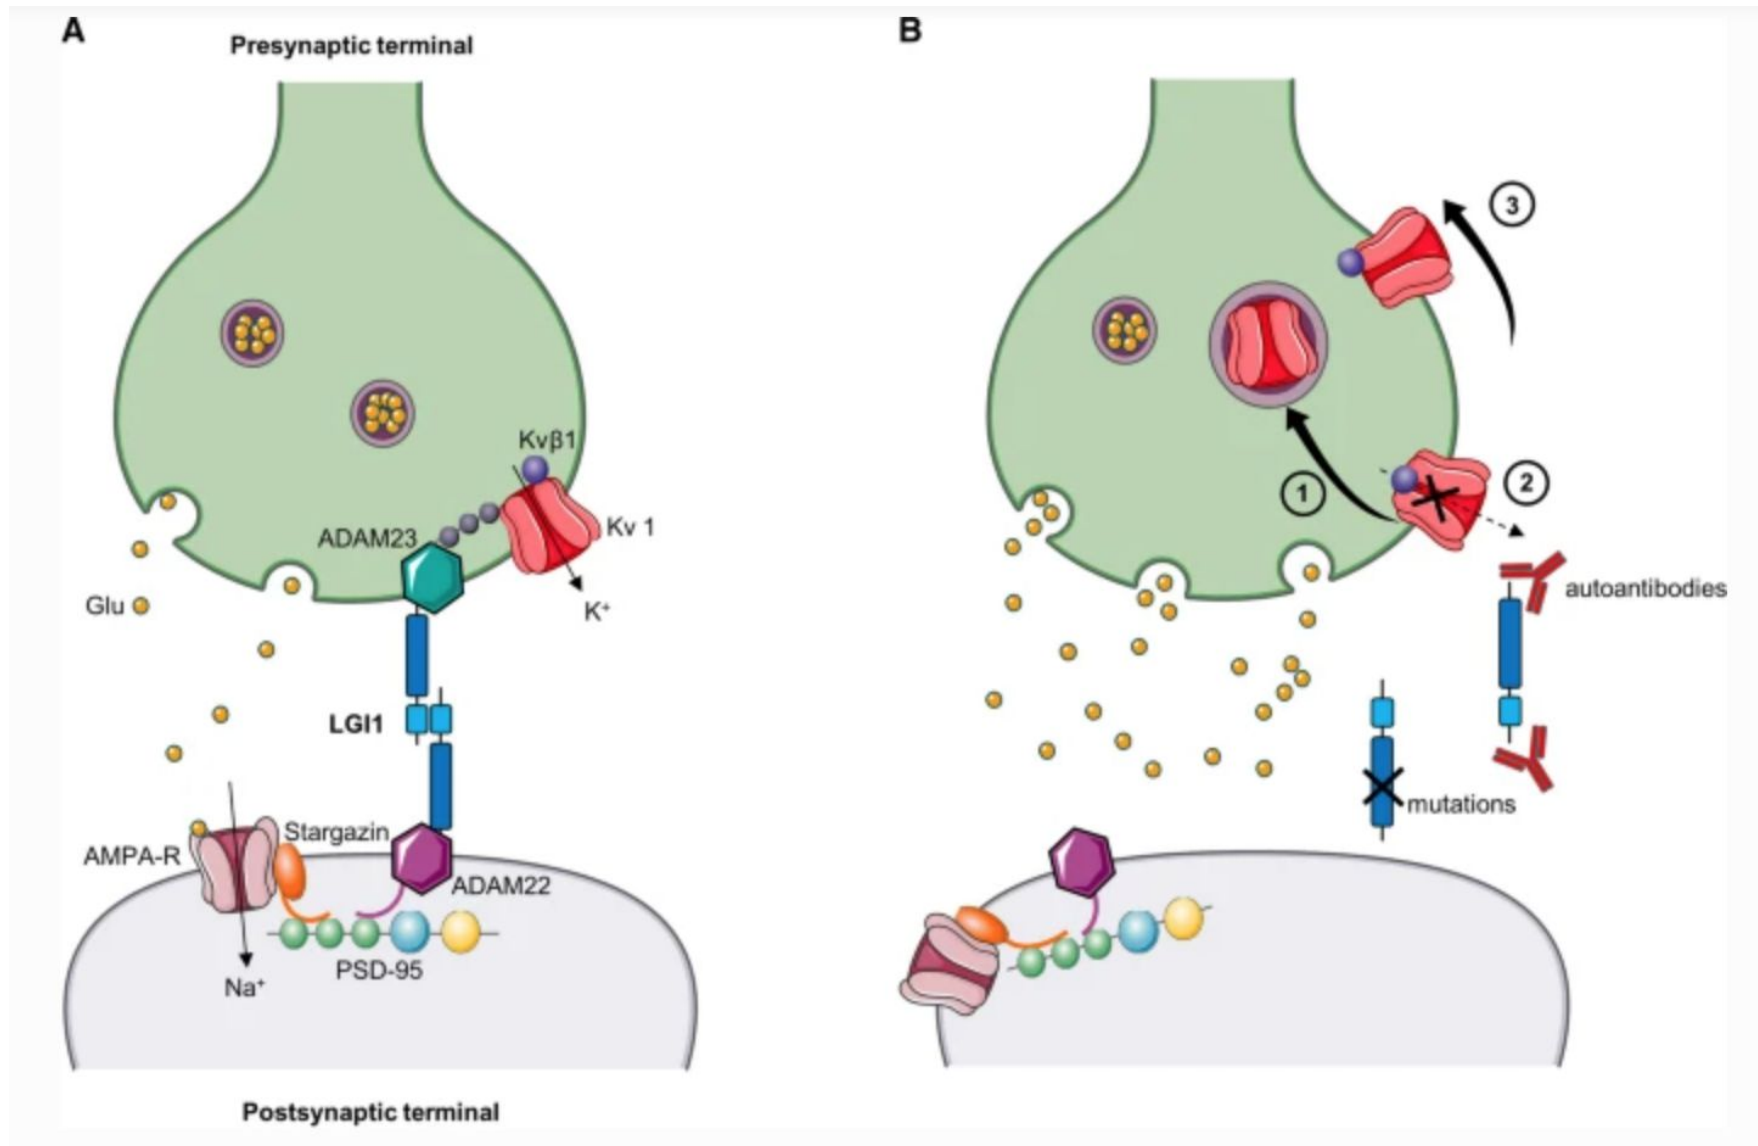 A
Presynaptic terminal
Kvβ1
ADAM23
Kv 1
Glu
K⁺
LGI1
Stargazin
AMPA-R
ADAM22
PSD-95
Na⁺
Postsynaptic terminal
B
3
1
2
autoantibodies
mutations